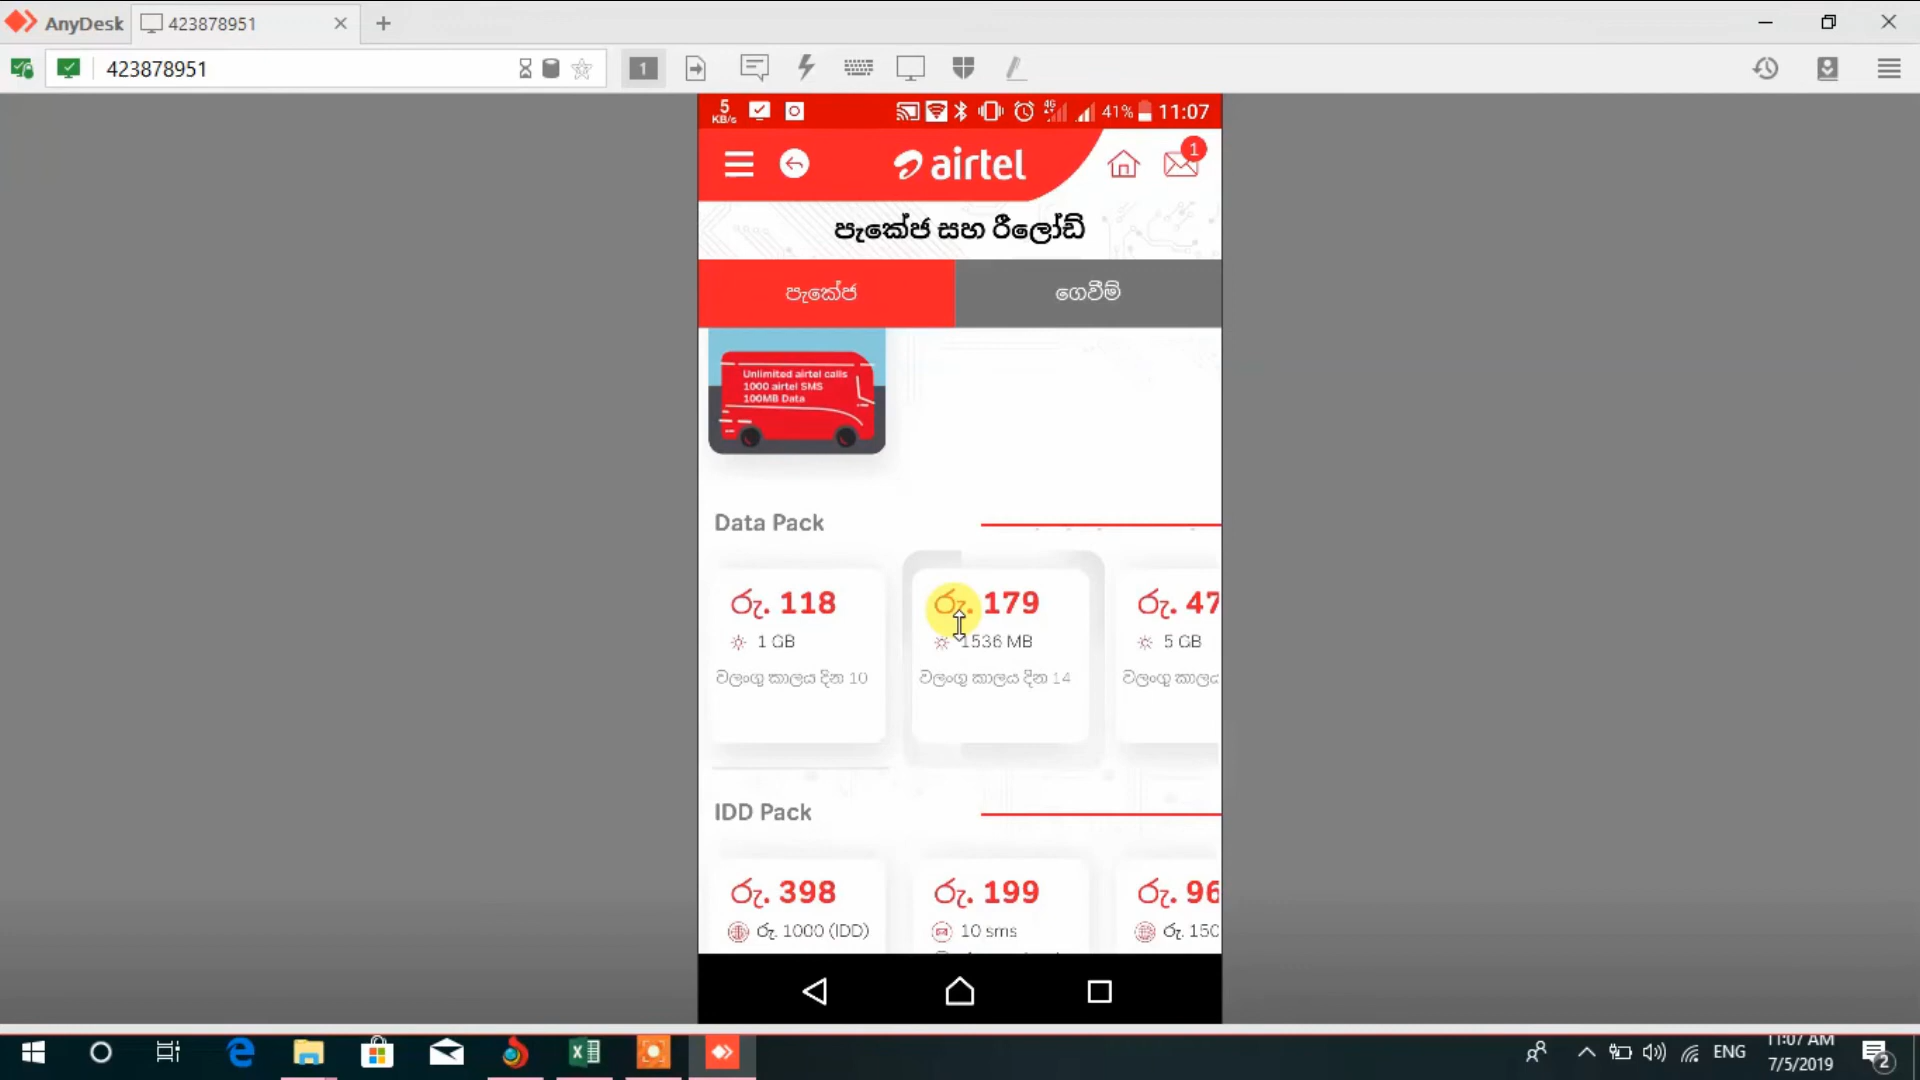 AnyDesk
423878951
423878951
1
5
KB/s
4G
41%
11:07
airtel
1
පැකේජ සහ රීලෝඩ්
පැකේජ
ගෙවීම්
Unlimited airtel calls
1000 airtel SMS
100MB Data
Data Pack
රු. 118
1 GB
වලංගු කාලය දින 10
රු. 179
1536 MB
වලංගු කාලය දින 14
රු. 47
5 GB
වලංගු කාලය
IDD Pack
රු. 398
රු. 1000 (IDD)
රු. 199
10 sms
රු. 96
රු. 150
ENG
11:07 AM
7/5/2019
2